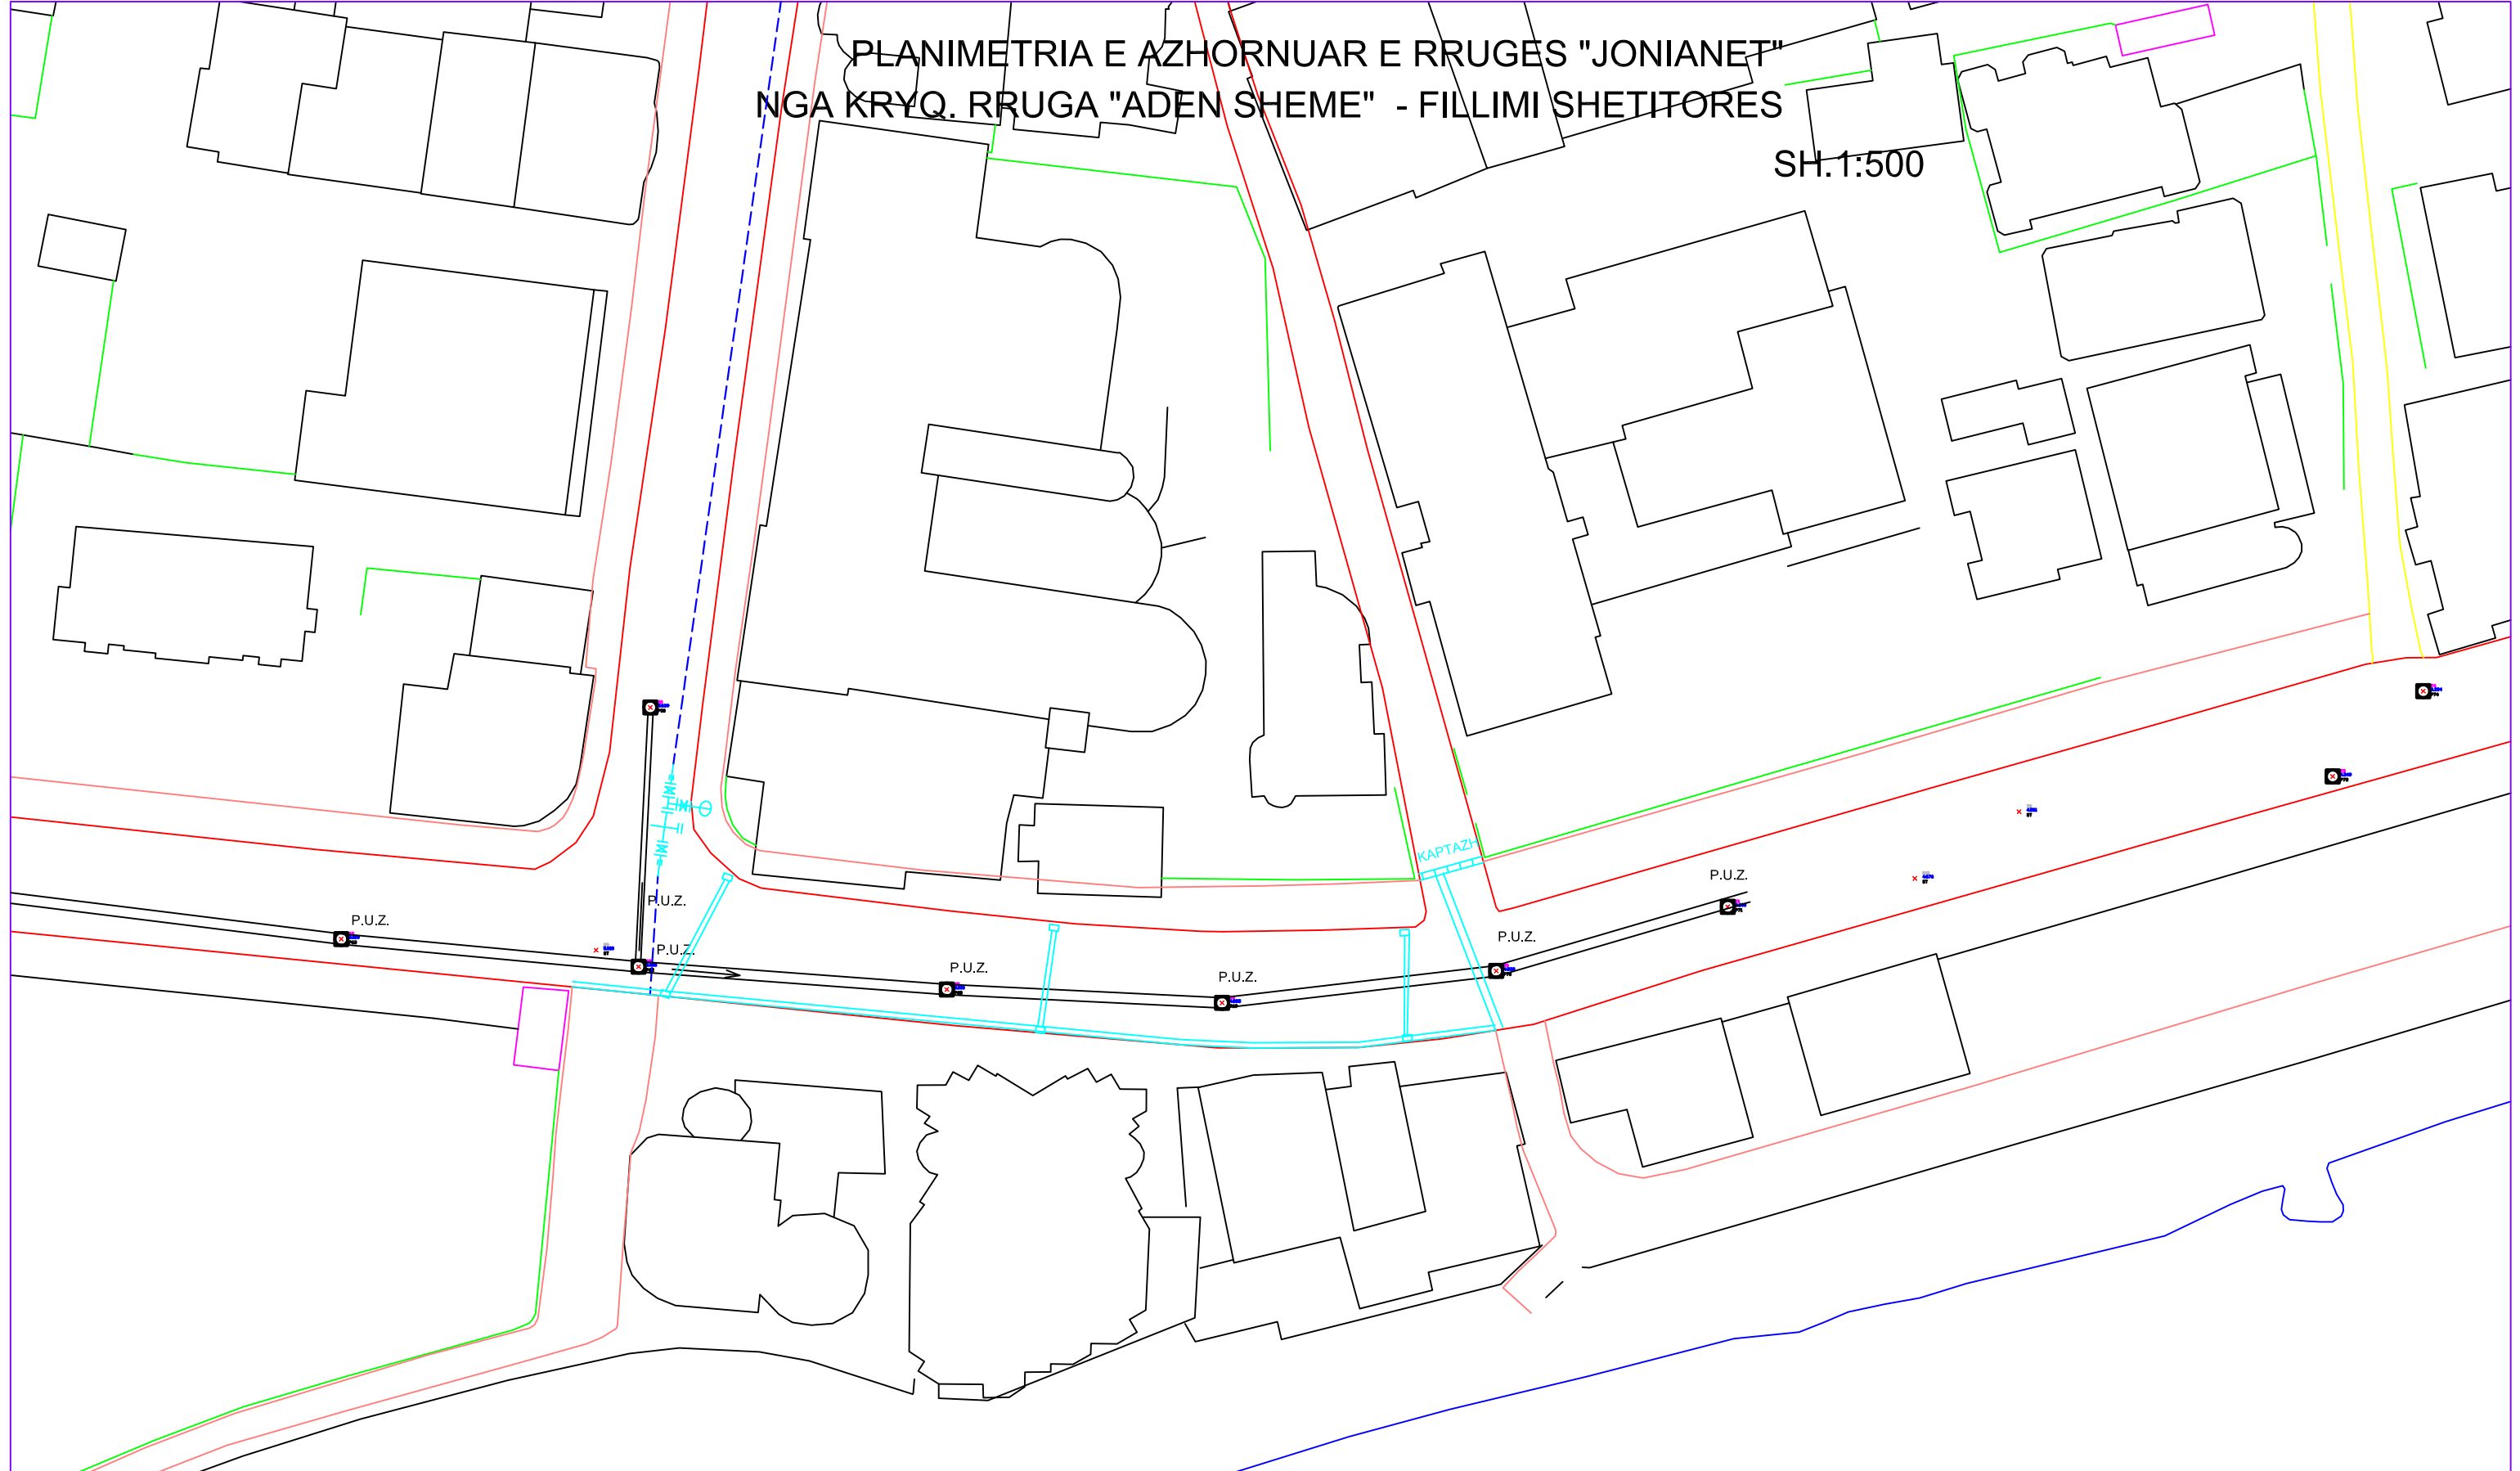 PLANIMETRIA E AZHORNUAR E RRUGES "JONIANET"
NGA KRYQ. RRUGA "ADEN SHEME" - FILLIMI SHETITORES
SH.1:500
KAPTAZH
P.U.Z.
P.U.Z.
P.U.Z.
P.U.Z.
P.U.Z.
P.U.Z.
P.U.Z.